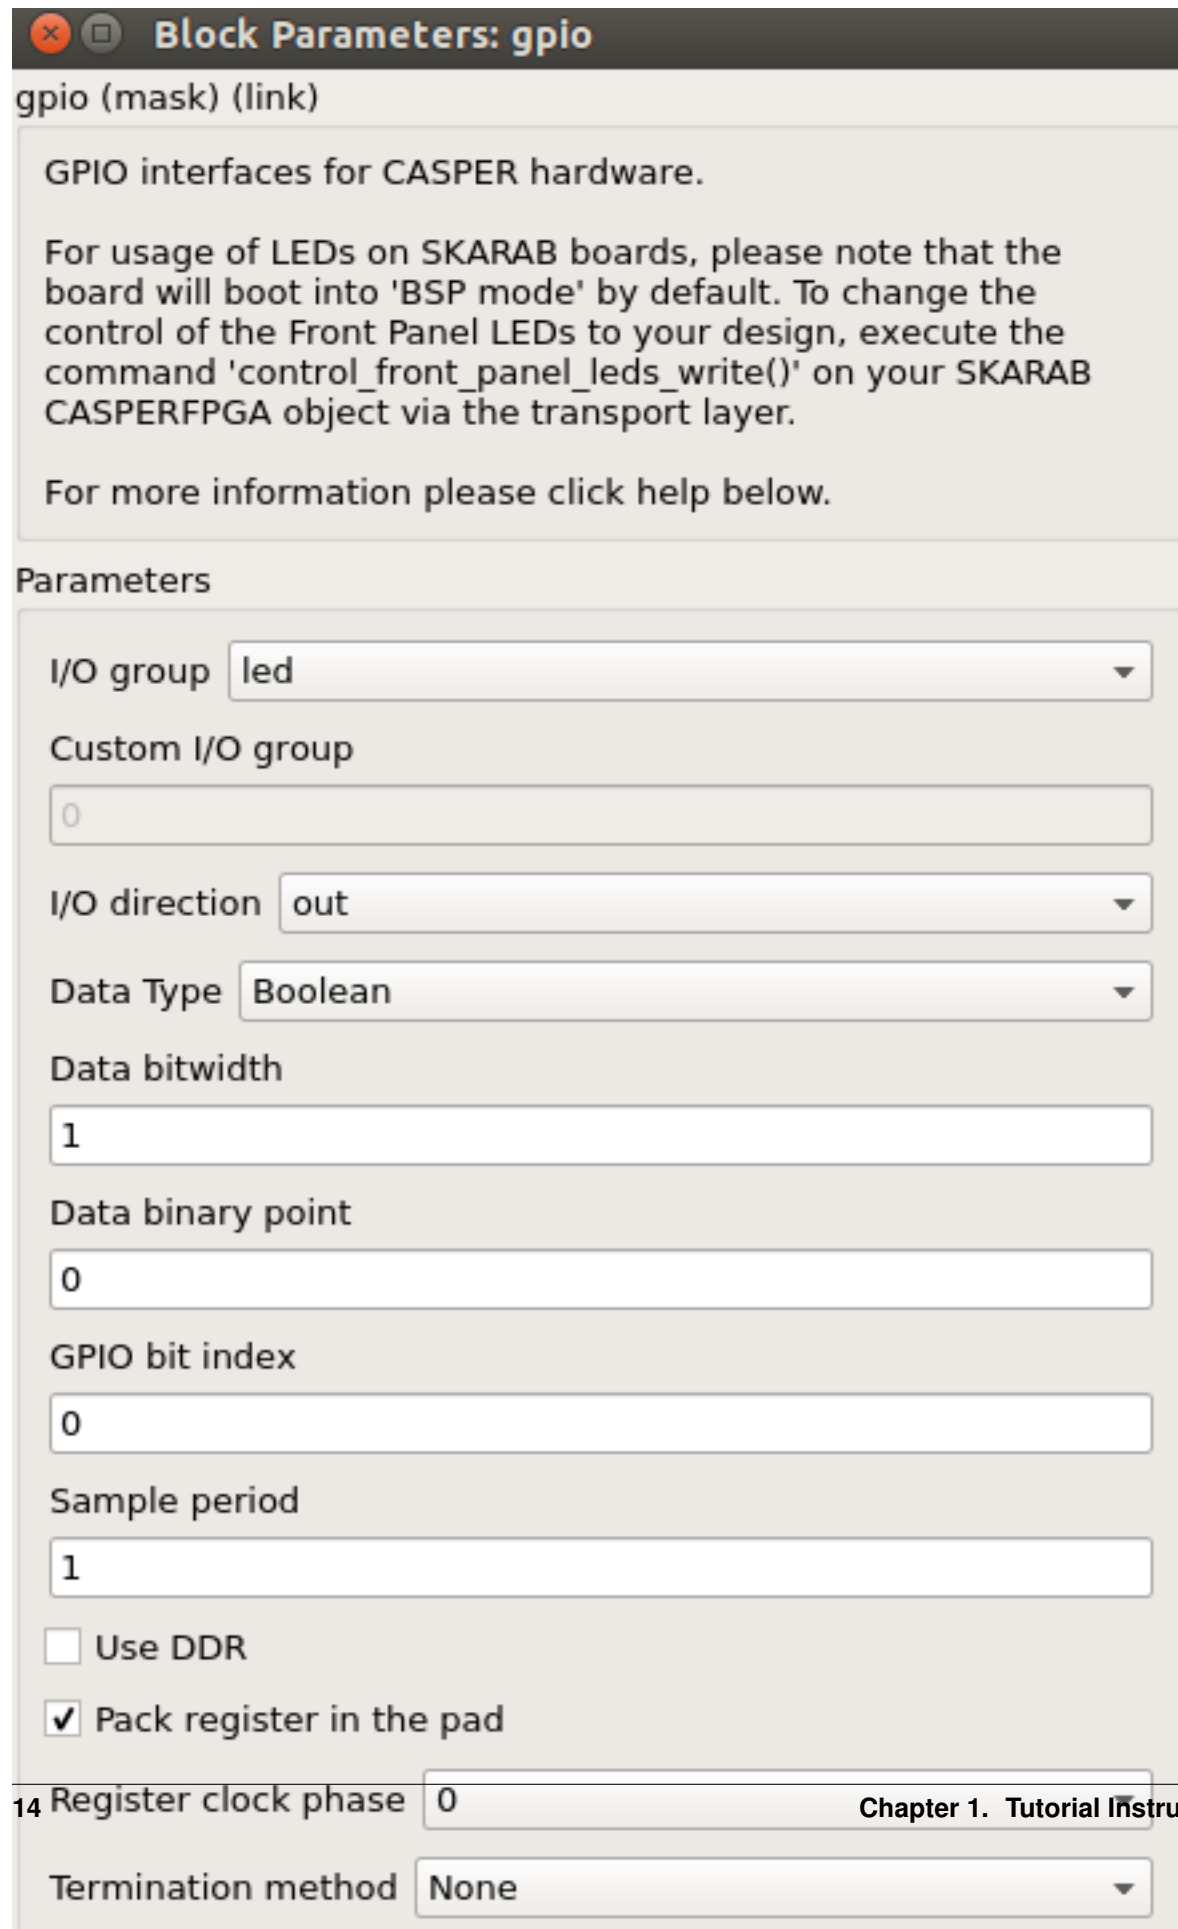 Block Parameters: gpio
gpio (mask) (link)
GPIO interfaces for CASPER hardware.
For usage of LEDs on SKARAB boards, please note that the
board will boot into 'BSP mode' by default. To change the
control of the Front Panel LEDs to your design, execute the
command 'control_front_panel_leds_write()' on your SKARAB
CASPERFPGA object via the transport layer.
For more information please click help below.
Parameters
I/O group led
Custom I/O group
0
I/O direction out
Data Type Boolean
Data bitwidth
1
Data binary point
0
GPIO bit index
0
Sample period
1
Use DDR
Pack register in the pad
Register clock phase 0
14 Chapter 1. Tutorial Instru
Termination method None